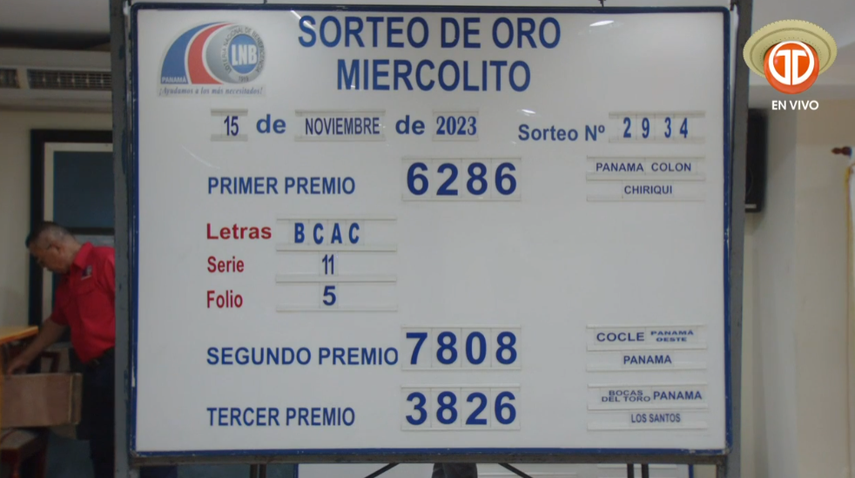 SORTEO DE ORO
MIERCOLITO
LNB
PANAMÁ
¡Ayudamos a los más necesitados!
15 de NOVIEMBRE de 2023 Sorteo Nº 2934
PRIMER PREMIO 6286 PANAMA COLON
CHIRIQUI
Letras BCAC
Serie 11
Folio 5
SEGUNDO PREMIO 7808 COCLE PANAMA OESTE
PANAMA
TERCER PREMIO 3826 BOCAS DEL TORO PANAMA
LOS SANTOS
EN VIVO